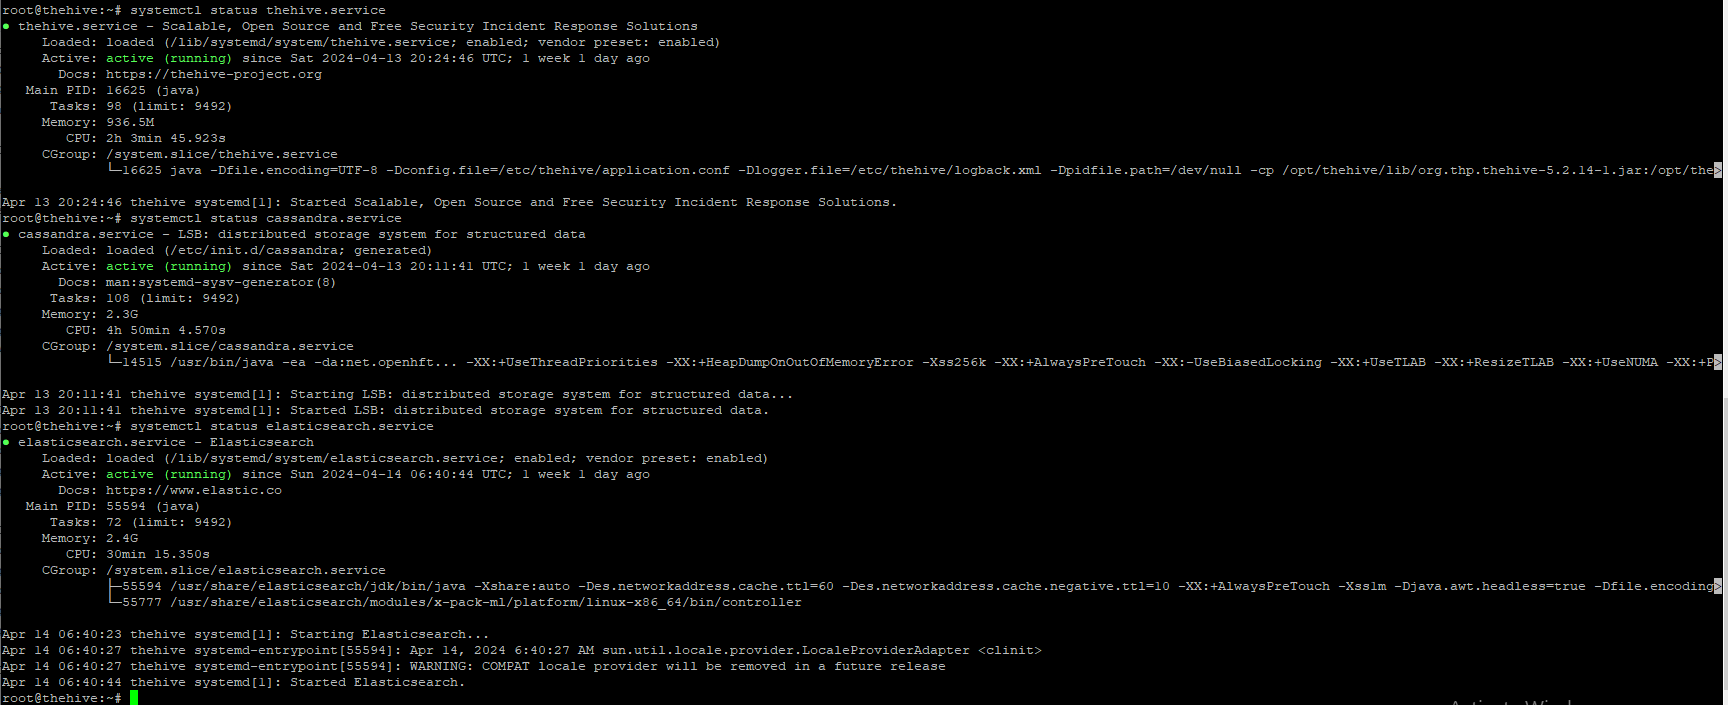 root@thehive:~# systemctl status thehive.service
● thehive.service - Scalable, Open Source and Free Security Incident Response Solutions
     Loaded: loaded (/lib/systemd/system/thehive.service; enabled; vendor preset: enabled)
     Active: active (running) since Sat 2024-04-13 20:24:46 UTC; 1 week 1 day ago
       Docs: https://thehive-project.org
   Main PID: 16625 (java)
      Tasks: 98 (limit: 9492)
     Memory: 936.5M
        CPU: 2h 3min 45.923s
     CGroup: /system.slice/thehive.service
             └─16625 java -Dfile.encoding=UTF-8 -Dconfig.file=/etc/thehive/application.conf -Dlogger.file=/etc/thehive/logback.xml -Dpidfile.path=/dev/null -cp /opt/thehive/lib/org.thp.thehive-5.2.14-1.jar:/opt/the>

Apr 13 20:24:46 thehive systemd[1]: Started Scalable, Open Source and Free Security Incident Response Solutions.
root@thehive:~# systemctl status cassandra.service
● cassandra.service - LSB: distributed storage system for structured data
     Loaded: loaded (/etc/init.d/cassandra; generated)
     Active: active (running) since Sat 2024-04-13 20:11:41 UTC; 1 week 1 day ago
       Docs: man:systemd-sysv-generator(8)
      Tasks: 108 (limit: 9492)
     Memory: 2.3G
        CPU: 4h 50min 4.570s
     CGroup: /system.slice/cassandra.service
             └─14515 /usr/bin/java -ea -da:net.openhft... -XX:+UseThreadPriorities -XX:+HeapDumpOnOutOfMemoryError -Xss256k -XX:+AlwaysPreTouch -XX:-UseBiasedLocking -XX:+UseTLAB -XX:+ResizeTLAB -XX:+UseNUMA -XX:+P>

Apr 13 20:11:41 thehive systemd[1]: Starting LSB: distributed storage system for structured data...
Apr 13 20:11:41 thehive systemd[1]: Started LSB: distributed storage system for structured data.
root@thehive:~# systemctl status elasticsearch.service
● elasticsearch.service - Elasticsearch
     Loaded: loaded (/lib/systemd/system/elasticsearch.service; enabled; vendor preset: enabled)
     Active: active (running) since Sun 2024-04-14 06:40:44 UTC; 1 week 1 day ago
       Docs: https://www.elastic.co
   Main PID: 55594 (java)
      Tasks: 72 (limit: 9492)
     Memory: 2.4G
        CPU: 30min 15.350s
     CGroup: /system.slice/elasticsearch.service
             ├─55594 /usr/share/elasticsearch/jdk/bin/java -Xshare:auto -Des.networkaddress.cache.ttl=60 -Des.networkaddress.cache.negative.ttl=10 -XX:+AlwaysPreTouch -Xss1m -Djava.awt.headless=true -Dfile.encoding>
             └─55777 /usr/share/elasticsearch/modules/x-pack-ml/platform/linux-x86_64/bin/controller

Apr 14 06:40:23 thehive systemd[1]: Starting Elasticsearch...
Apr 14 06:40:27 thehive systemd-entrypoint[55594]: Apr 14, 2024 6:40:27 AM sun.util.locale.provider.LocaleProviderAdapter <clinit>
Apr 14 06:40:27 thehive systemd-entrypoint[55594]: WARNING: COMPAT locale provider will be removed in a future release
Apr 14 06:40:44 thehive systemd[1]: Started Elasticsearch.
root@thehive:~#